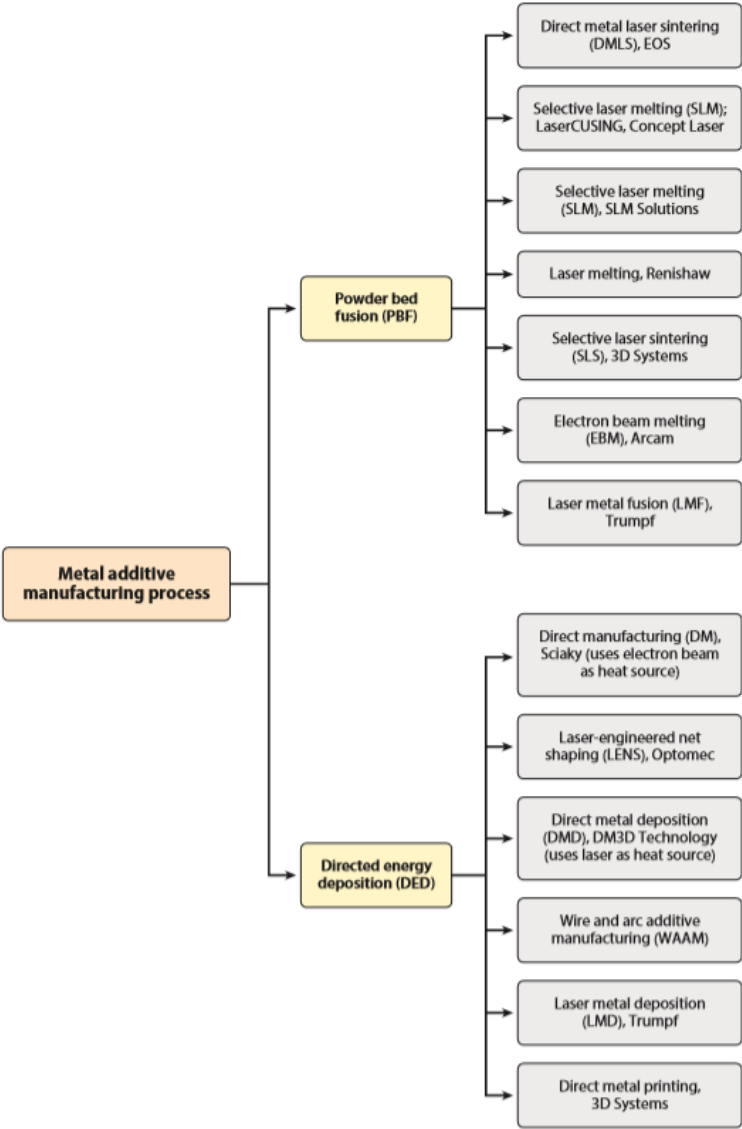 Direct metal laser sintering
(DMLS), EOS
Selective laser melting (SLM);
LaserCUSING, Concept Laser
Selective laser melting
(SLM), SLM Solutions
Laser melting, Renishaw
Powder bed
fusion (PBF)
Selective laser sintering
(SLS), 3D Systems
Electron beam melting
(EBM), Arcam
Laser metal fusion (LMF),
Trumpf
Metal additive
manufacturing process
Direct manufacturing (DM),
Sciaky (uses electron beam
as heat source)
Laser-engineered net
shaping (LENS), Optomec
Direct metal deposition
(DMD), DM3D Technology
(uses laser as heat source)
Directed energy
deposition (DED)
Wire and arc additive
manufacturing (WAAM)
Laser metal deposition
(LMD), Trumpf
Direct metal printing,
3D Systems